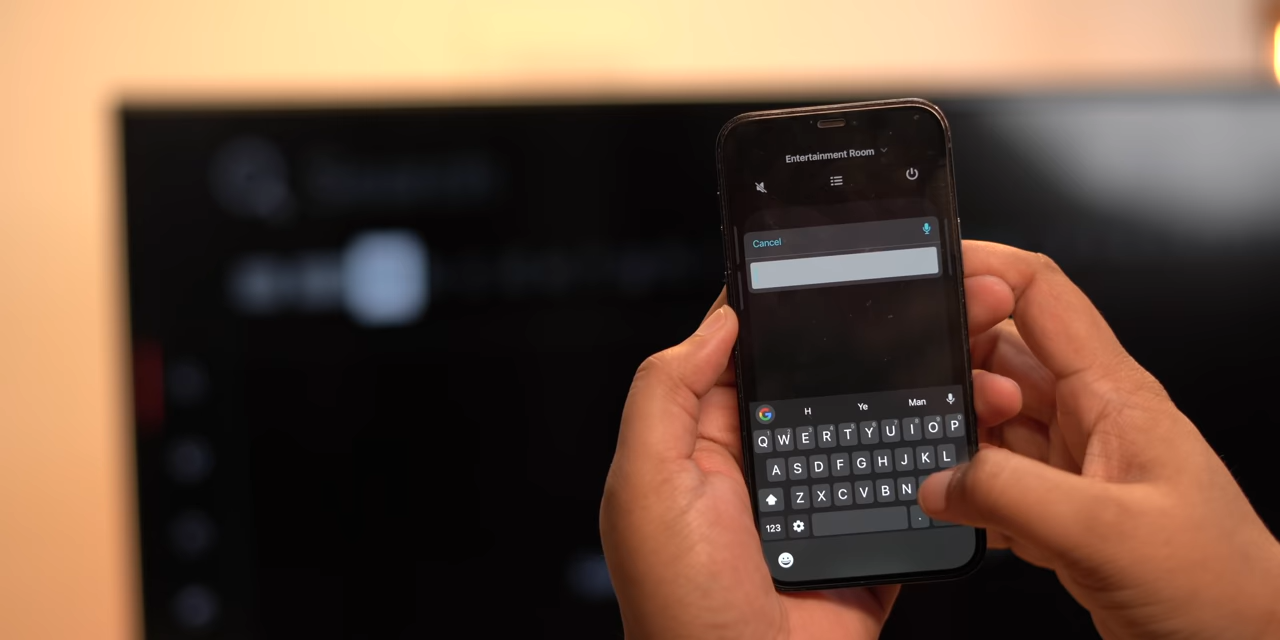 Entertainment Room
Cancel
H Ye Man
Q W E R T Y U I O P
A S D F G H J K L
Z X C V B N
123 .